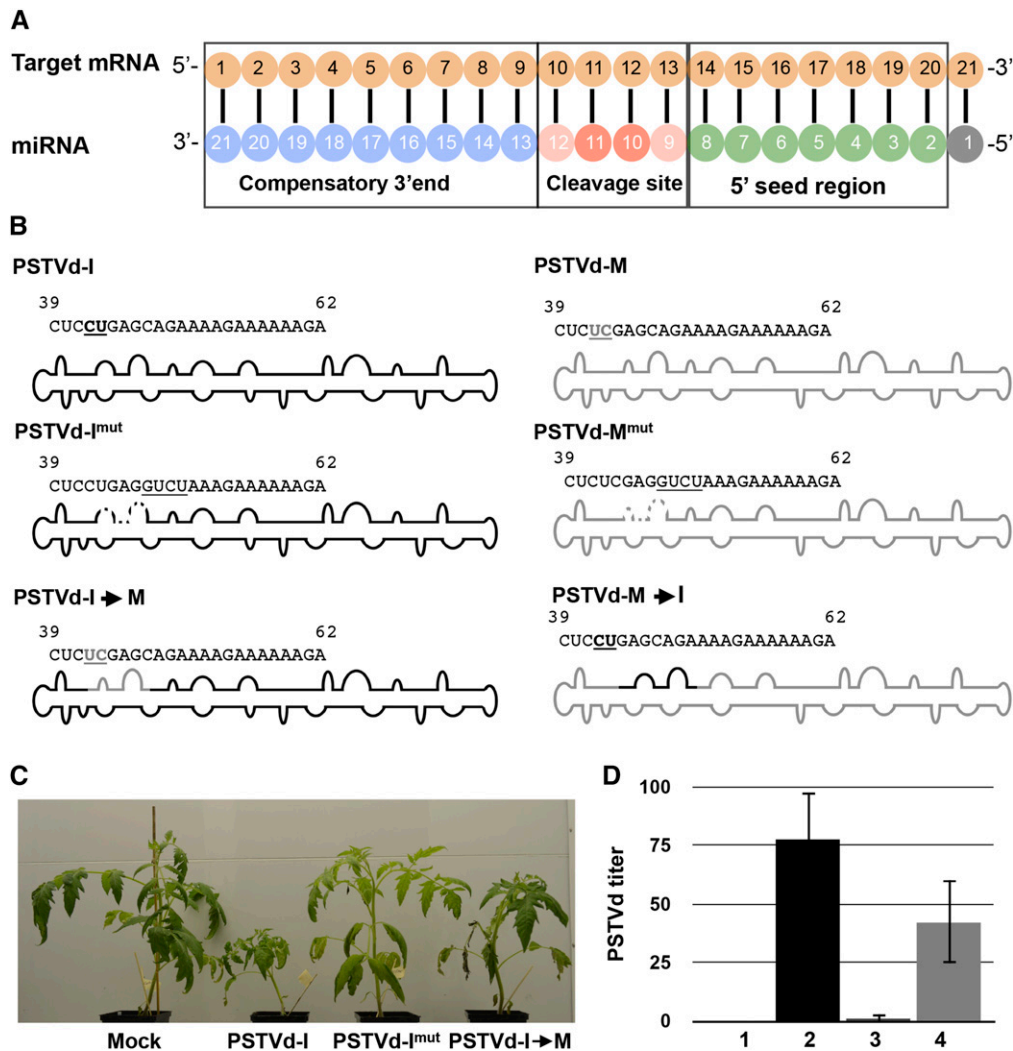 A
Target mRNA 5'- 1 2 3 4 5 6 7 8 9 10 11 12 13 14 15 16 17 18 19 20 21 -3'
miRNA 3'- 21 20 19 18 17 16 15 14 13 12 11 10 9 8 7 6 5 4 3 2 1 -5'
Compensatory 3'end Cleavage site 5' seed region
B
PSTVd-I
39 62
CUCCUGAGCAGAAAAGAAAAAAGA
PSTVd-M
39 62
CUCUCGAGCAGAAAAGAAAAAAGA
PSTVd-Imut
39 62
CUCCUGAGGUCUAAAGAAAAAAGA
PSTVd-Mmut
39 62
CUCUCGAGGUCUAAAGAAAAAAGA
PSTVd-I → M
39 62
CUCUCGAGCAGAAAAGAAAAAAGA
PSTVd-M → I
39 62
CUCCUGAGCAGAAAAGAAAAAAGA
C
Mock PSTVd-I PSTVd-Imut PSTVd-I→M
D
PSTVd titer
100
75
50
25
0
1 2 3 4